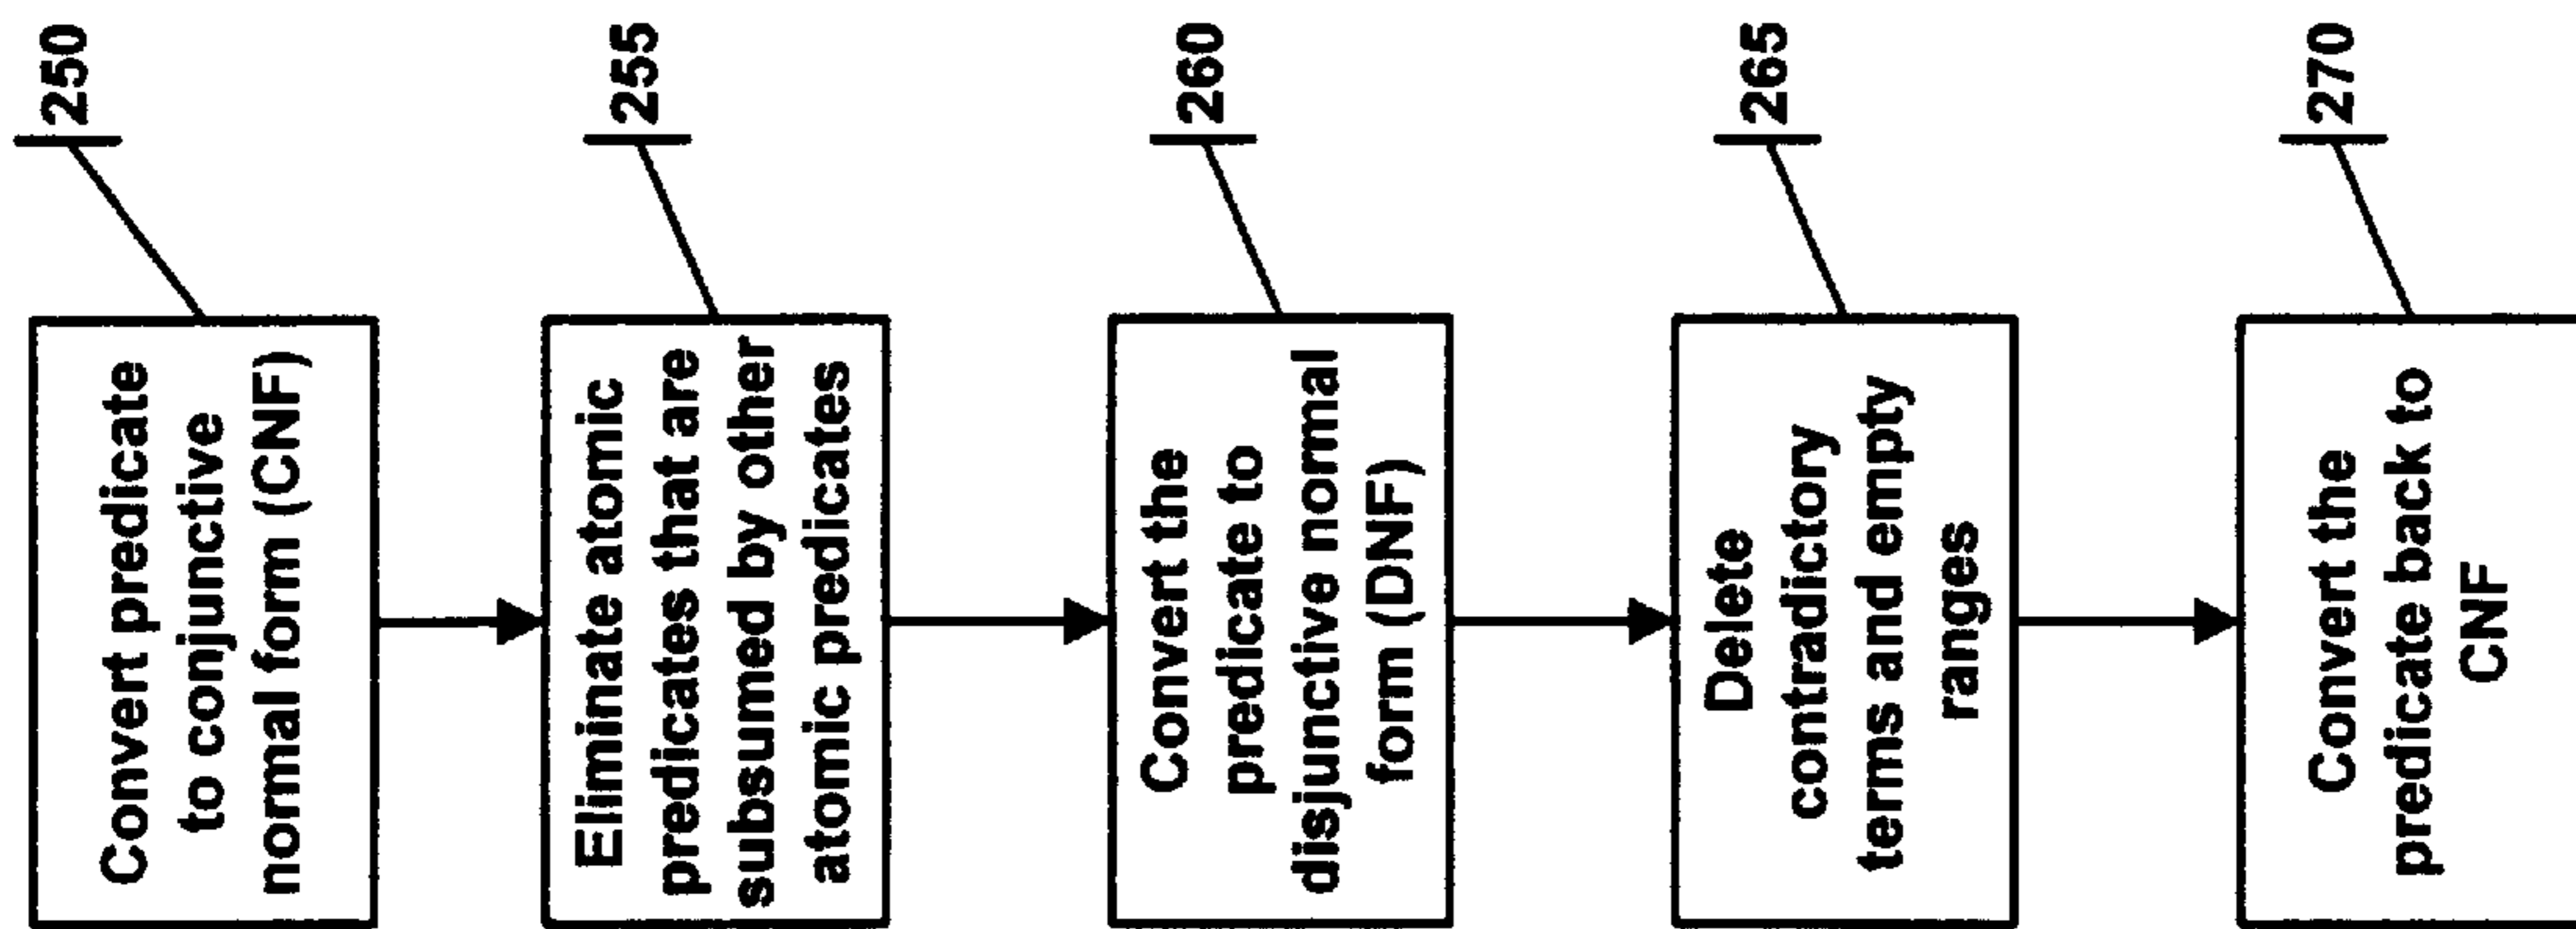 250
Convert predicate
to conjunctive
normal form (CNF)
255
Eliminate atomic
predicates that are
subsumed by other
atomic predicates
260
Convert the
predicate to
disjunctive normal
form (DNF)
265
Delete
contradictory
terms and empty
ranges
270
Convert the
predicate back to
CNF